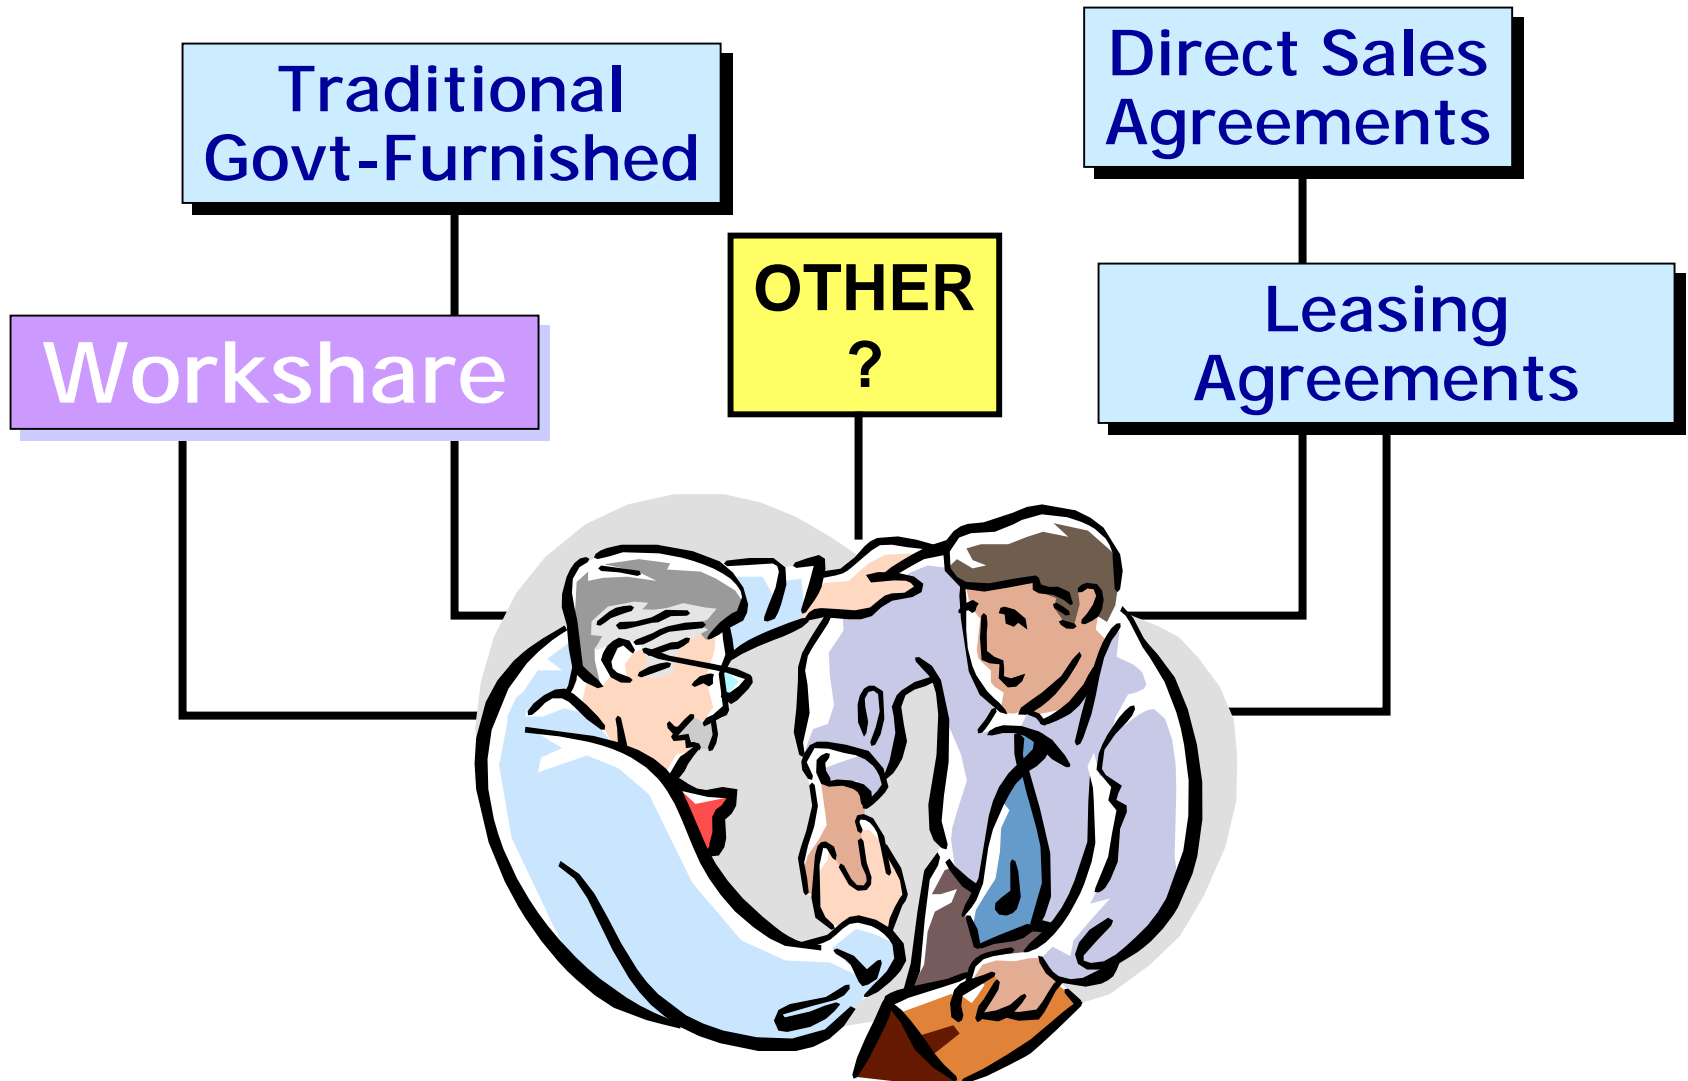 Traditional
Govt-Furnished
Direct Sales
Agreements
OTHER
?
Workshare
Leasing
Agreements